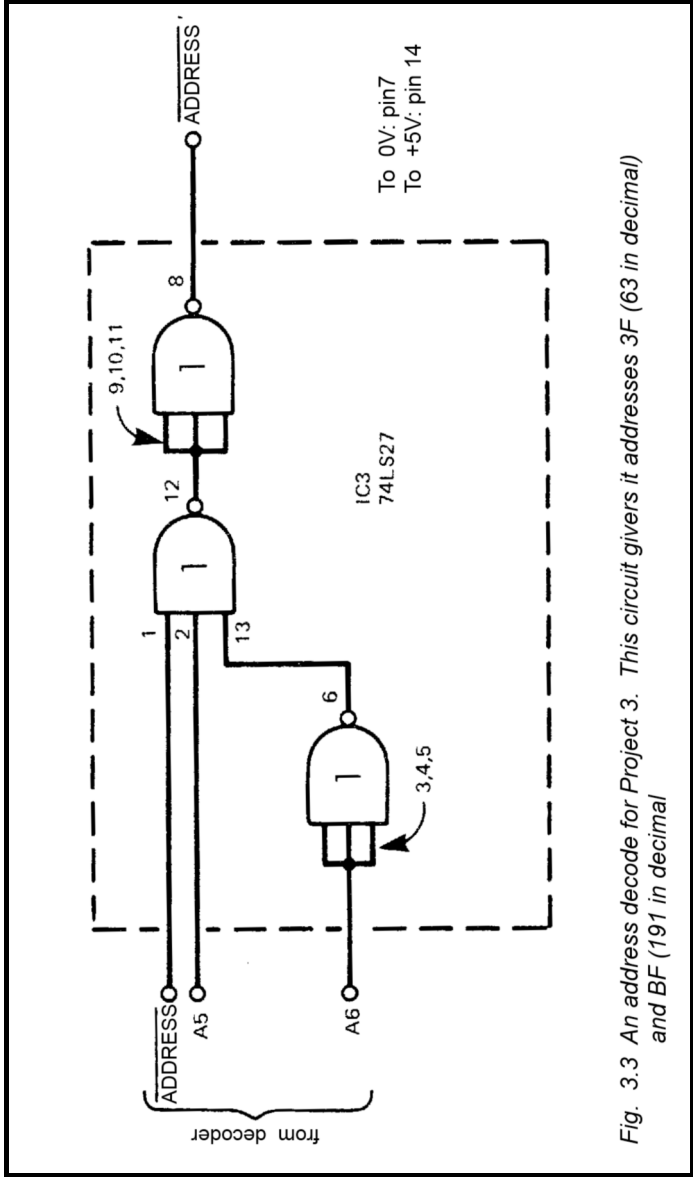 ADDRESS
A5
A6
from decoder
1
2
13
3,4,5
6
1
1
12
9,10,11
1
8
ADDRESS'
IC3
74LS27
To 0V: pin7
To +5V: pin 14
Fig. 3.3 An address decode for Project 3. This circuit givers it addresses 3F (63 in decimal)
and BF (191 in decimal